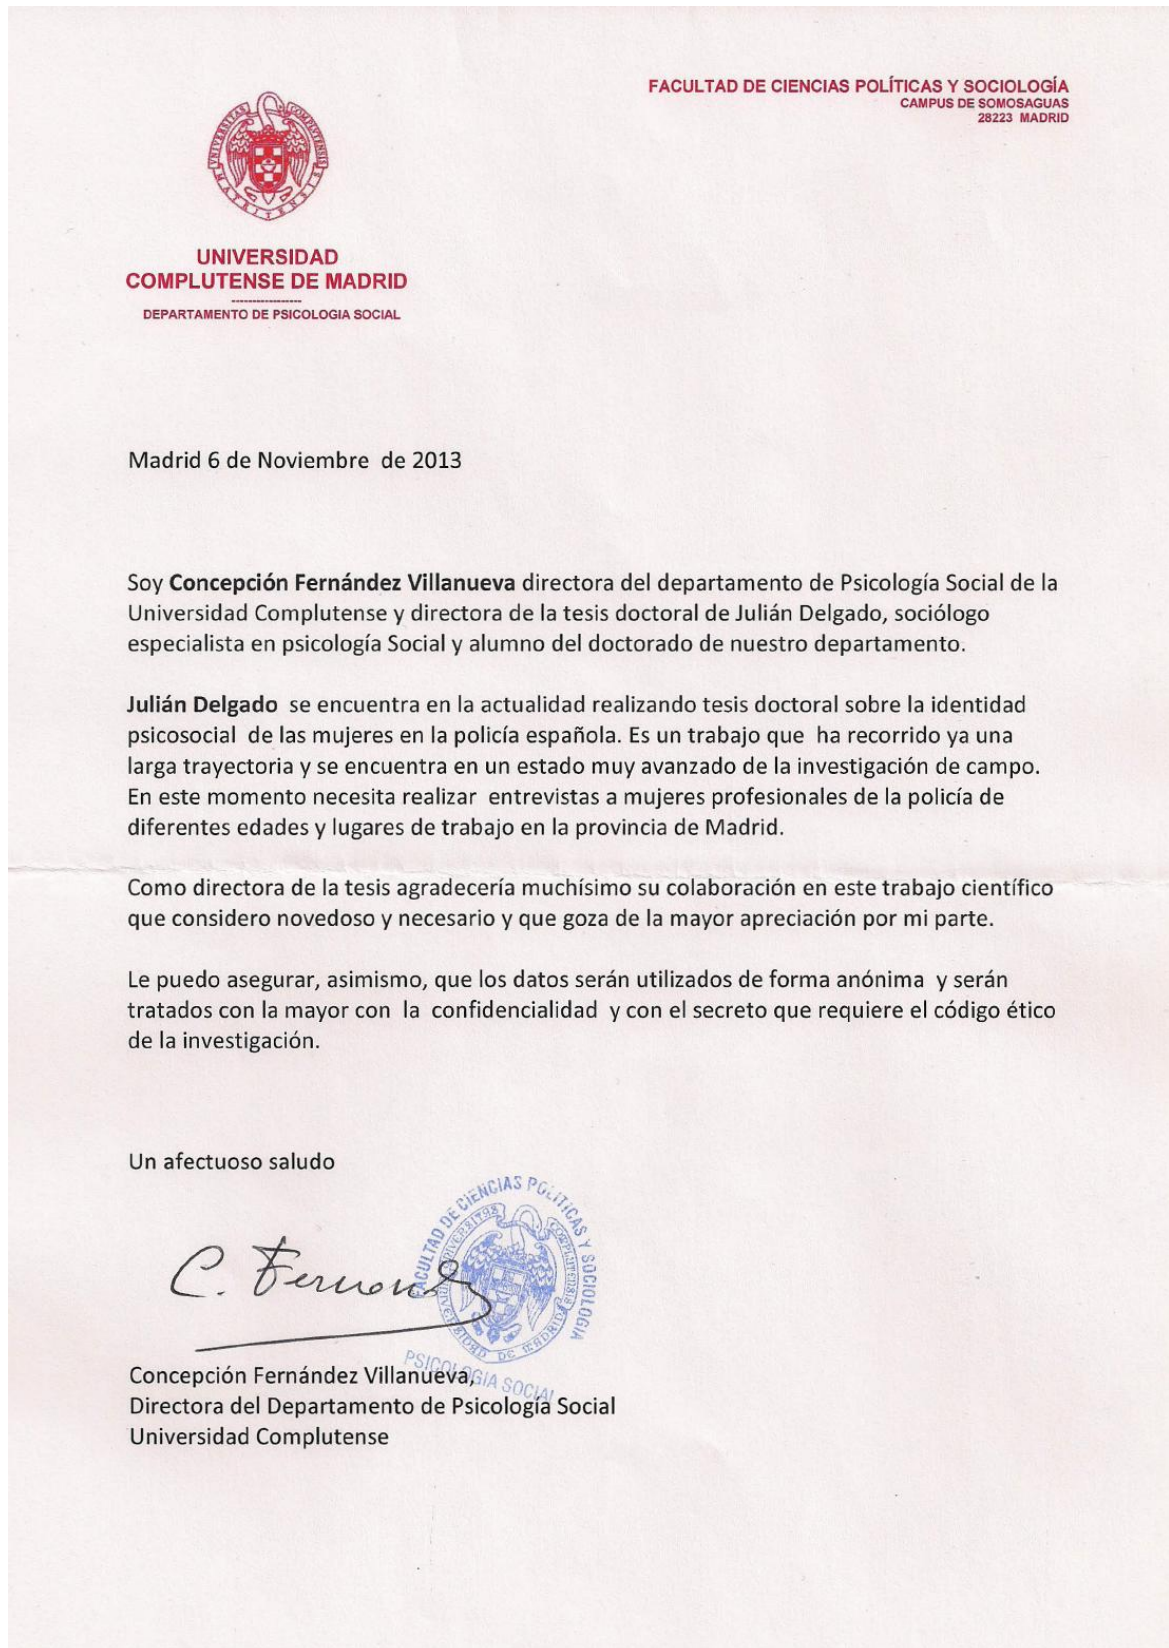 FACULTAD DE CIENCIAS POLÍTICAS Y SOCIOLOGÍA
CAMPUS DE SOMOSAGUAS
28223 MADRID
UNIVERSITAS COMPLUTENSIS
MATRITENSIS
UNIVERSIDAD
COMPLUTENSE DE MADRID
-----------------
DEPARTAMENTO DE PSICOLOGIA SOCIAL
Madrid 6 de Noviembre de 2013
Soy Concepción Fernández Villanueva directora del departamento de Psicología Social de la
Universidad Complutense y directora de la tesis doctoral de Julián Delgado, sociólogo
especialista en psicología Social y alumno del doctorado de nuestro departamento.
Julián Delgado se encuentra en la actualidad realizando tesis doctoral sobre la identidad
psicosocial de las mujeres en la policía española. Es un trabajo que ha recorrido ya una
larga trayectoria y se encuentra en un estado muy avanzado de la investigación de campo.
En este momento necesita realizar entrevistas a mujeres profesionales de la policía de
diferentes edades y lugares de trabajo en la provincia de Madrid.
Como directora de la tesis agradecería muchísimo su colaboración en este trabajo científico
que considero novedoso y necesario y que goza de la mayor apreciación por mi parte.
Le puedo asegurar, asimismo, que los datos serán utilizados de forma anónima y serán
tratados con la mayor con la confidencialidad y con el secreto que requiere el código ético
de la investigación.
Un afectuoso saludo
FACULTAD DE CIENCIAS POLITICAS Y SOCIOLOGIA
UNIVERSITAS COMPLUTENSIS
UNIVERSIDAD DE MADRID
PSICOLOGIA SOCIAL
C. Fernandez
Concepción Fernández Villanueva,
Directora del Departamento de Psicología Social
Universidad Complutense